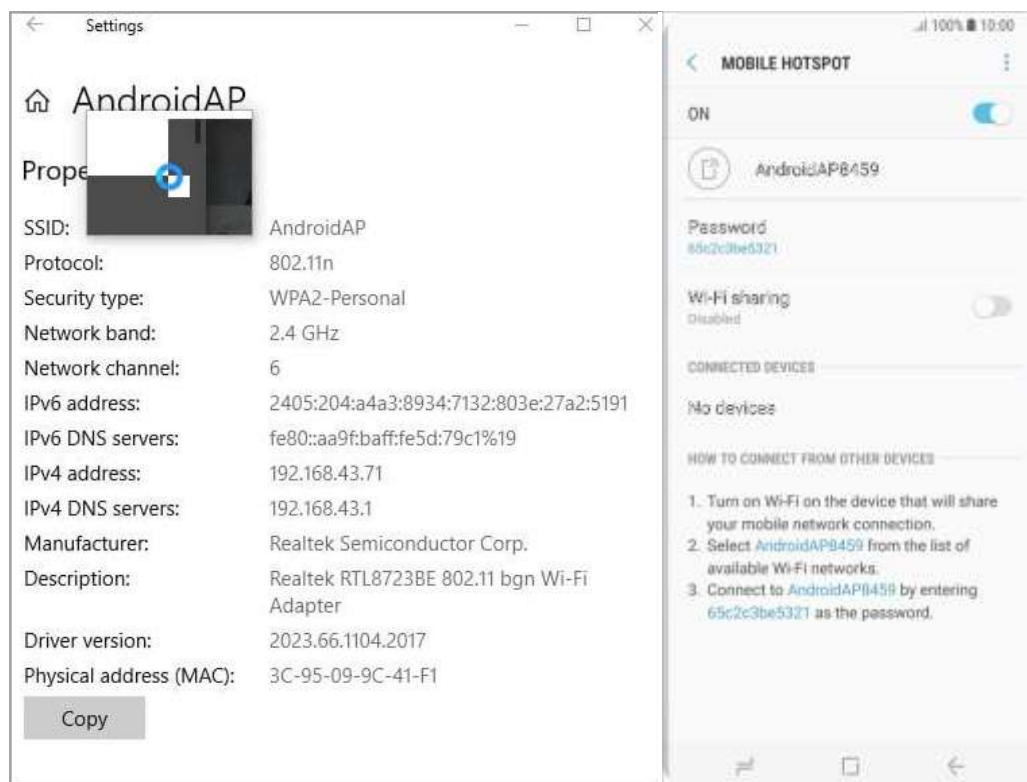 Settings
AndroidAP
Prope
SSID: AndroidAP
Protocol: 802.11n
Security type: WPA2-Personal
Network band: 2.4 GHz
Network channel: 6
IPv6 address: 2405:204:a4a3:8934:7132:803e:27a2:5191
IPv6 DNS servers: fe80::aa9f:baff:fe5d:79c1%19
IPv4 address: 192.168.43.71
IPv4 DNS servers: 192.168.43.1
Manufacturer: Realtek Semiconductor Corp.
Description: Realtek RTL8723BE 802.11 bgn Wi-Fi
Adapter
Driver version: 2023.66.1104.2017
Physical address (MAC): 3C-95-09-9C-41-F1
Copy
100% 10:00
MOBILE HOTSPOT
ON
AndroidAP8459
Password
65c2c3be5321
Wi-Fi sharing
Disabled
CONNECTED DEVICES
No devices
HOW TO CONNECT FROM OTHER DEVICES
1. Turn on Wi-Fi on the device that will share
your mobile network connection.
2. Select AndroidAP8459 from the list of
available Wi-Fi networks.
3. Connect to AndroidAP8459 by entering
65c2c3be5321 as the password.